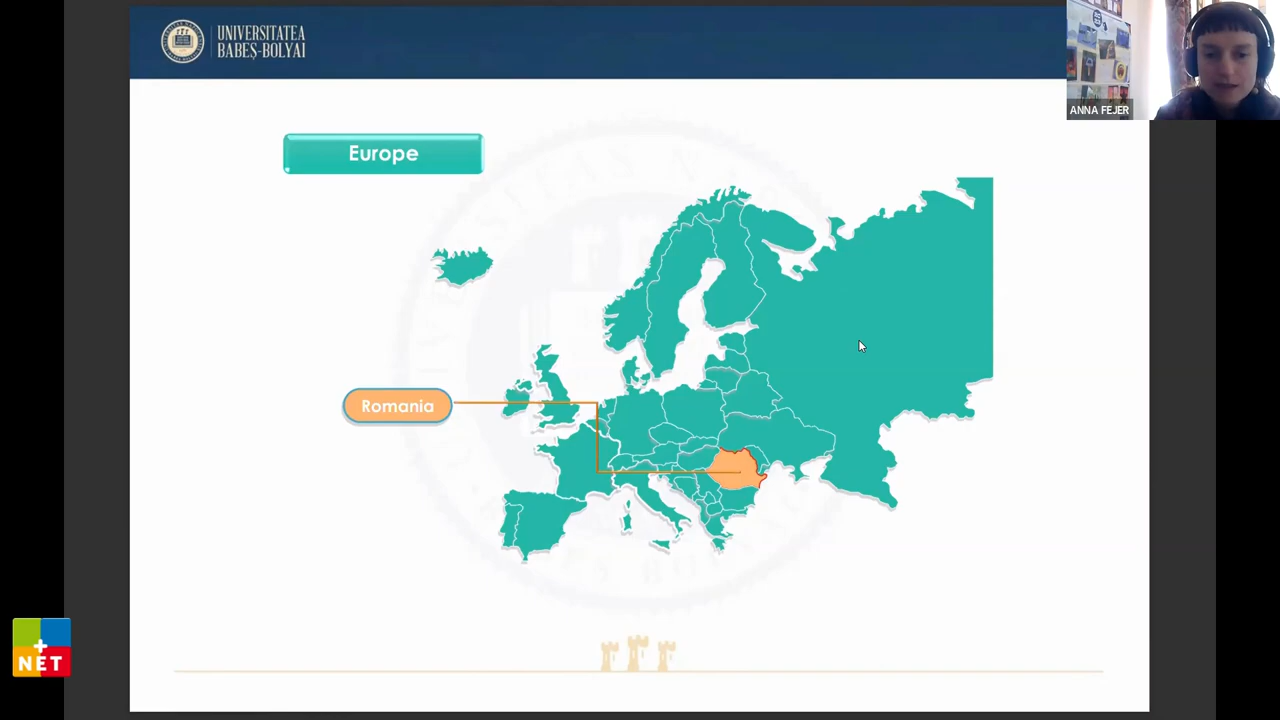 UNIVERSITATEA
BABEȘ-BOLYAI
ANNA FEJER
Europe
Romania
+
NET